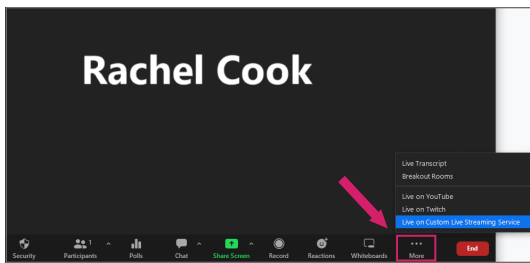 Rachel Cook
Live Transcript
Breakout Rooms
Live on YouTube
Live on Twitch
Live on Custom Live Streaming Service
1
Security Participants Polls Chat Share Screen Record Reactions Whiteboards More End